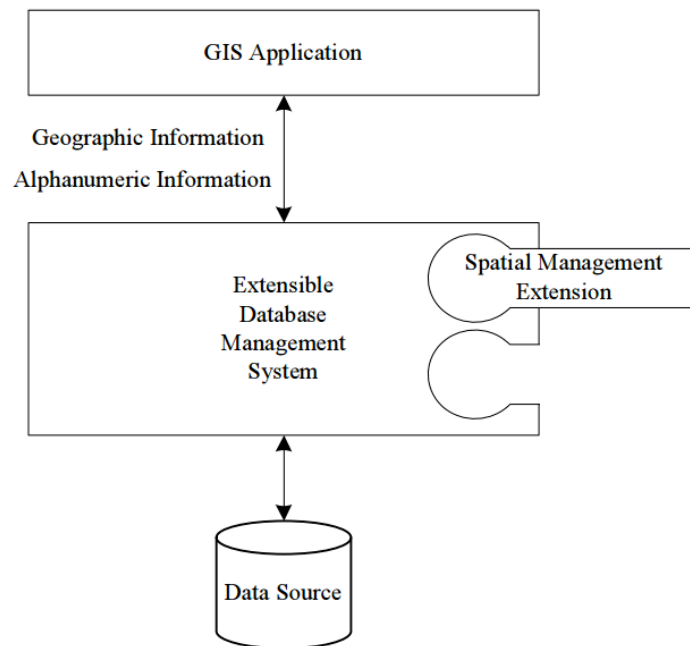 GIS Application
Geographic Information
Alphanumeric Information
Extensible
Database
Management
System
Spatial Management
Extension
Data Source